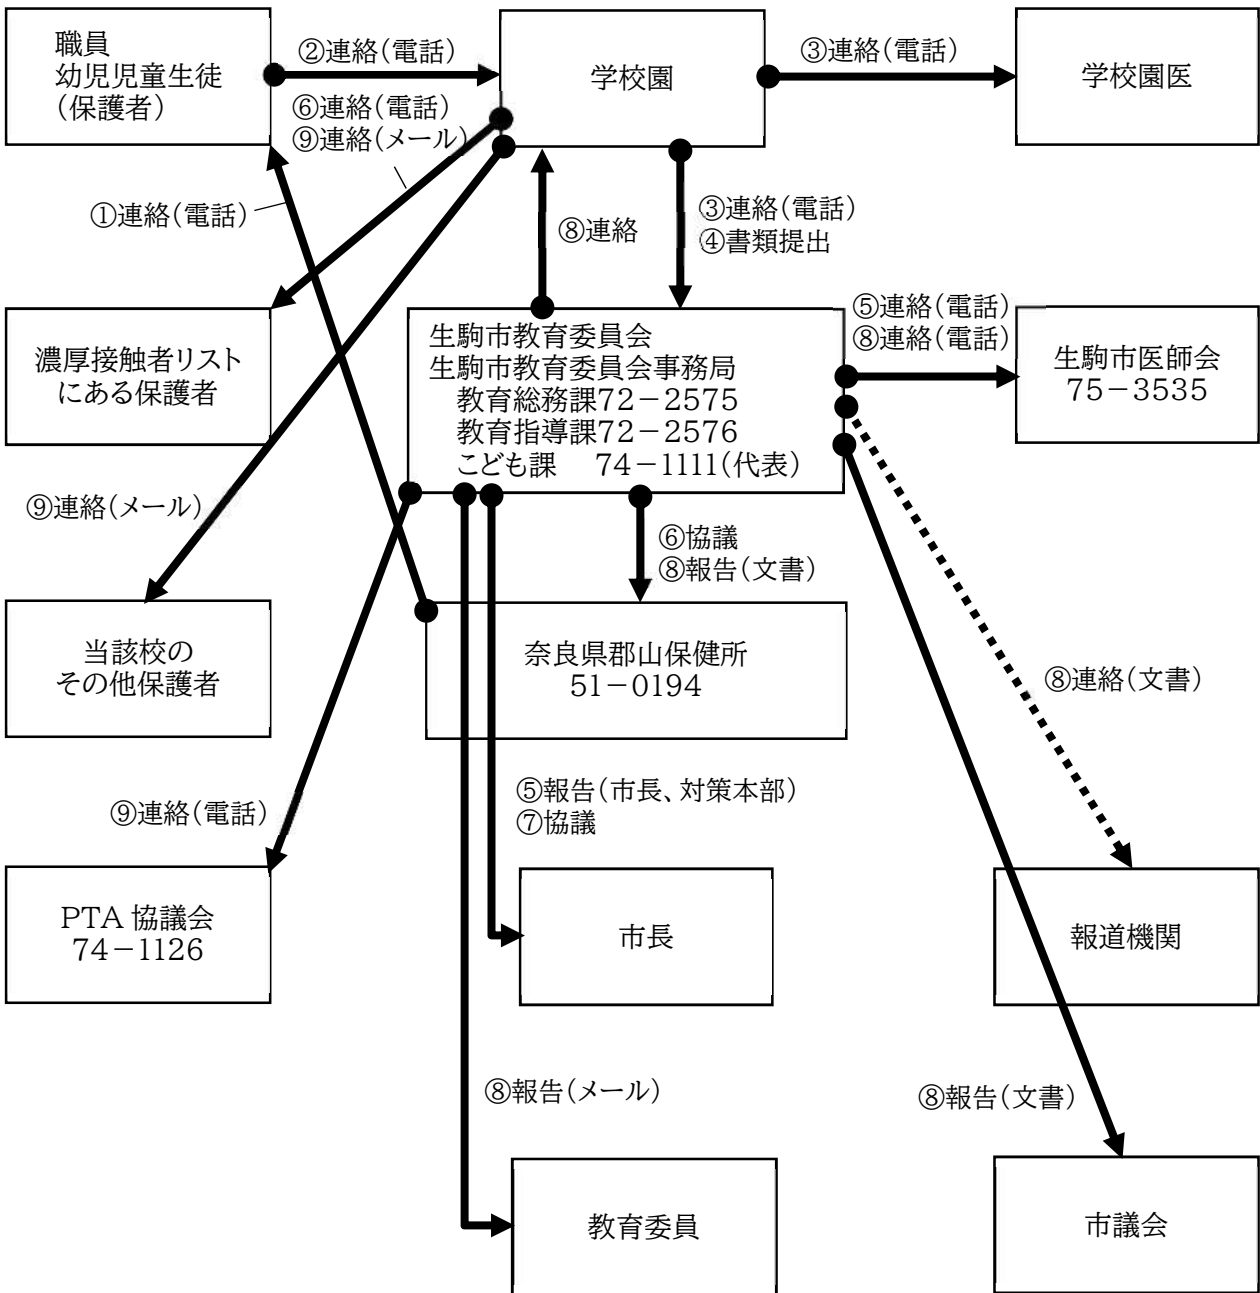 職員
幼児児童生徒
(保護者)
②連絡(電話)
学校園
③連絡(電話)
学校園医
⑥連絡(電話)
⑨連絡(メール)
①連絡(電話)
⑧連絡
③連絡(電話)
④書類提出
濃厚接触者リスト
にある保護者
生駒市教育委員会
生駒市教育委員会事務局
教育総務課72-2575
教育指導課72-2576
こども課 74-1111(代表)
⑤連絡(電話)
⑧連絡(電話)
生駒市医師会
75-3535
⑨連絡(メール)
⑥協議
⑧報告(文書)
当該校の
その他保護者
奈良県郡山保健所
51-0194
⑧連絡(文書)
⑨連絡(電話)
⑤報告(市長、対策本部)
⑦協議
PTA 協議会
74-1126
市長
報道機関
⑧報告(メール)
⑧報告(文書)
教育委員
市議会